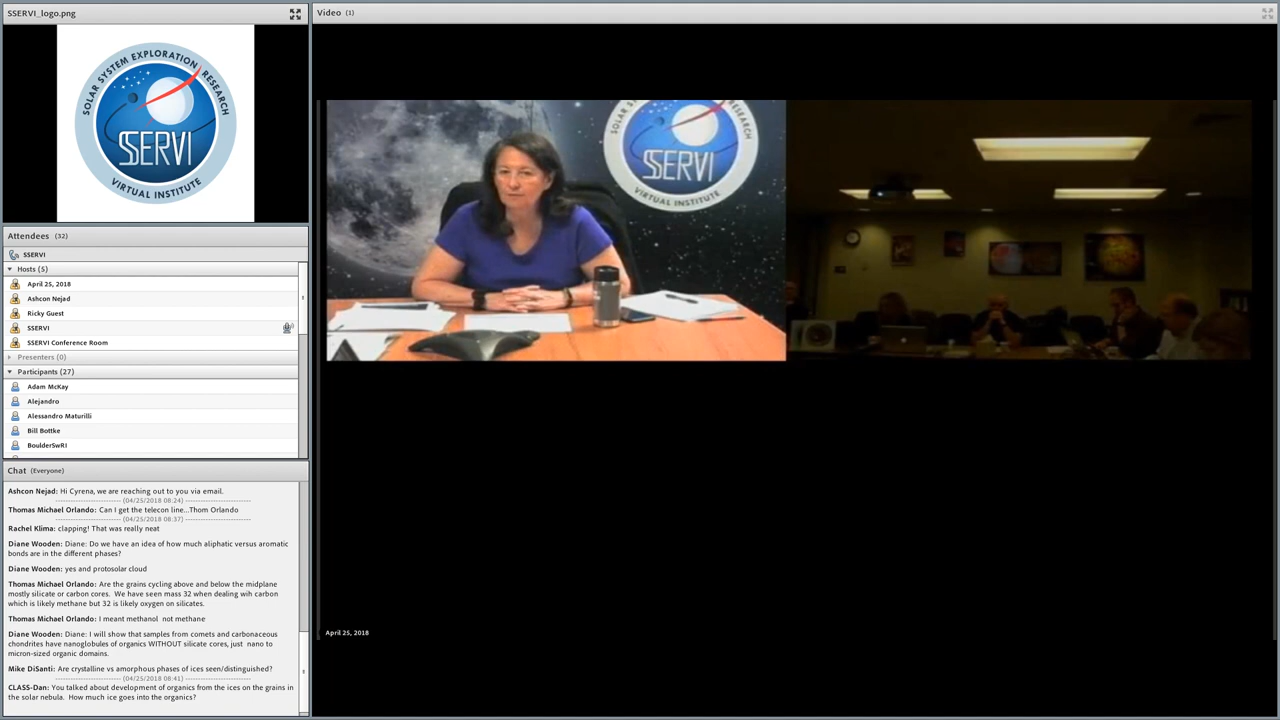 SSERVI_logo.png
SOLAR SYSTEM EXPLORATION RESEARCH
SSERVI
VIRTUAL INSTITUTE
Attendees (32)
SSERVI
Hosts (5)
April 25, 2018
Ashcon Nejad
Ricky Guest
SSERVI
SSERVI Conference Room
Presenters (0)
Participants (27)
Adam McKay
Alejandro
Alessandro Maturilli
Bill Bottke
BoulderSwRI
Chat (Everyone)
Ashcon Nejad: Hi Cyrena, we are reaching out to you via email.
------------------------ (04/25/2018 08:24) ------------------------
Thomas Michael Orlando: Can I get the telecon line...Thom Orlando
------------------------ (04/25/2018 08:37) ------------------------
Rachel Klima: clapping! That was really neat
Diane Wooden: Diane: Do we have an idea of how much aliphatic versus aromatic
bonds are in the different phases?
Diane Wooden: yes and protosolar cloud
Thomas Michael Orlando: Are the grains cycling above and below the midplane
mostly silicate or carbon cores.  We have seen mass 32 when dealing wih carbon
which is likely methane but 32 is likely oxygen on silicates.
Thomas Michael Orlando: I meant methanol  not methane
Diane Wooden: Diane: I will show that samples from comets and carbonaceous
chondrites have nanoglobules of organics WITHOUT silicate cores, just  nano to
micron-sized organic domains.
Mike DiSanti: Are crystalline vs amorphous phases of ices seen/distinguished?
------------------------ (04/25/2018 08:41) ------------------------
CLASS-Dan: You talked about development of organics from the ices on the grains in
the solar nebula.  How much ice goes into the organics?
Video (1)
SOLAR
RESEARCH
SSERVI
VIRTUAL INSTITUTE
April 25, 2018